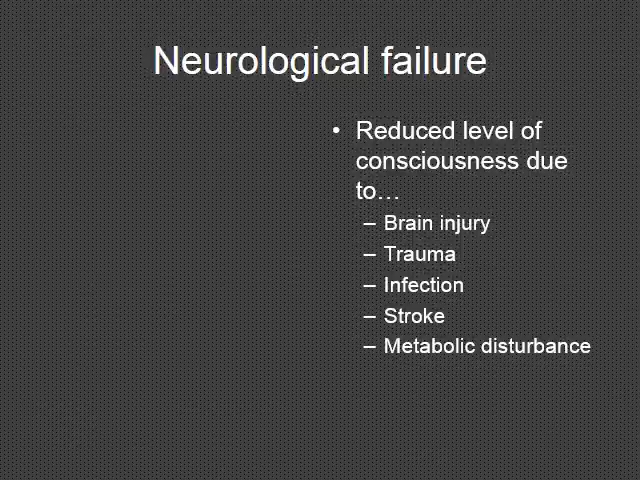 Neurological failure
• Reduced level of
consciousness due
to…
– Brain injury
– Trauma
– Infection
– Stroke
– Metabolic disturbance